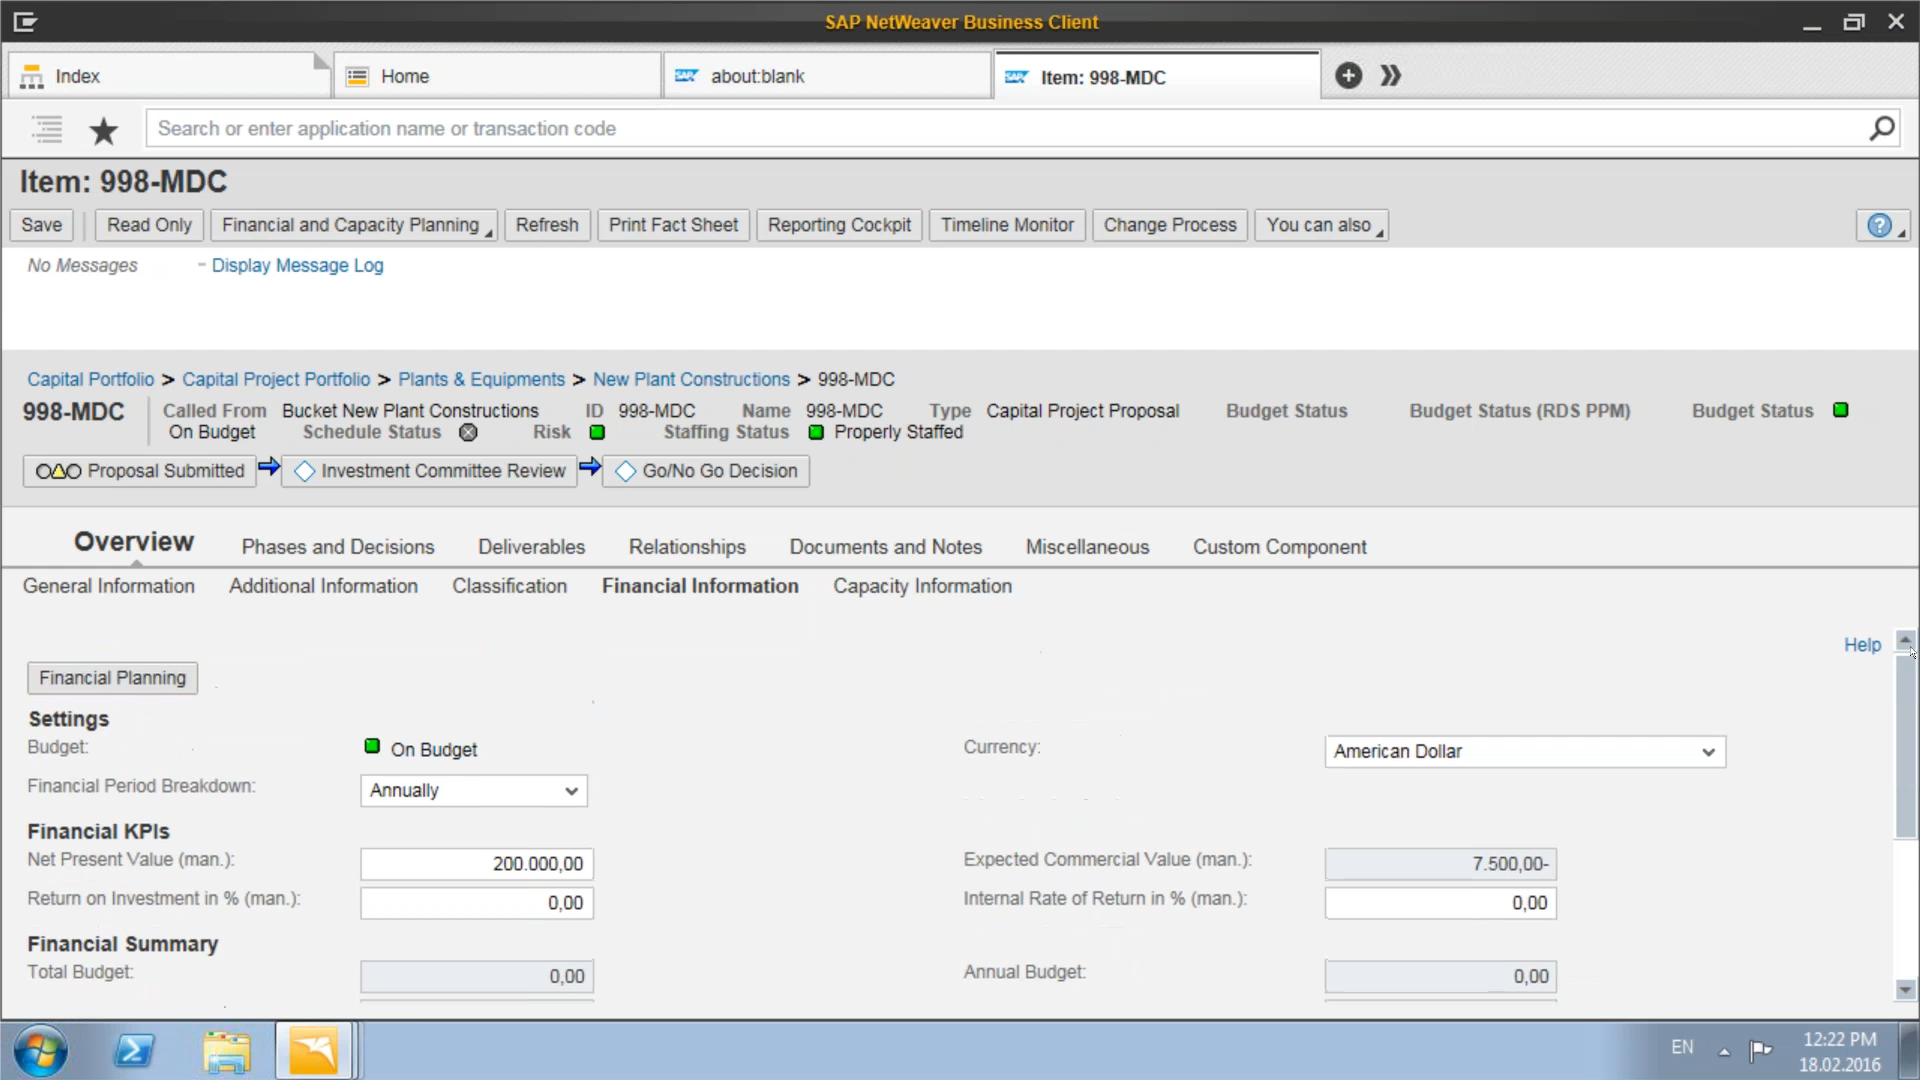 SAP NetWeaver Business Client
Index
Home
about:blank
Item: 998-MDC
Search or enter application name or transaction code
Item: 998-MDC
Save
Read Only
Financial and Capacity Planning
Refresh
Print Fact Sheet
Reporting Cockpit
Timeline Monitor
Change Process
You can also
No Messages - Display Message Log
Capital Portfolio > Capital Project Portfolio > Plants & Equipments > New Plant Constructions > 998-MDC
998-MDC
Called From Bucket New Plant Constructions ID 998-MDC Name 998-MDC Type Capital Project Proposal Budget Status Budget Status (RDS PPM) Budget Status
On Budget Schedule Status Risk Staffing Status Properly Staffed
Proposal Submitted
Investment Committee Review
Go/No Go Decision
Overview
Phases and Decisions
Deliverables
Relationships
Documents and Notes
Miscellaneous
Custom Component
General Information
Additional Information
Classification
Financial Information
Capacity Information
Help
Financial Planning
Settings
Budget: On Budget
Currency: American Dollar
Financial Period Breakdown: Annually
Financial KPIs
Net Present Value (man.): 200.000,00
Expected Commercial Value (man.): 7.500,00-
Return on Investment in % (man.): 0,00
Internal Rate of Return in % (man.): 0,00
Financial Summary
Total Budget: 0,00
Annual Budget: 0,00
EN
12:22 PM
18.02.2016